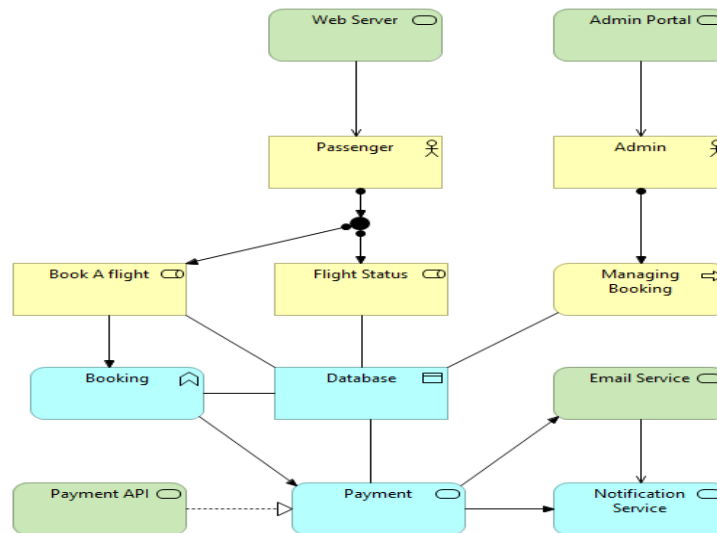 Web Server
Admin Portal
Passenger
Admin
Book A flight
Flight Status
Managing
Booking
Booking
Database
Email Service
Payment API
Payment
Notification
Service